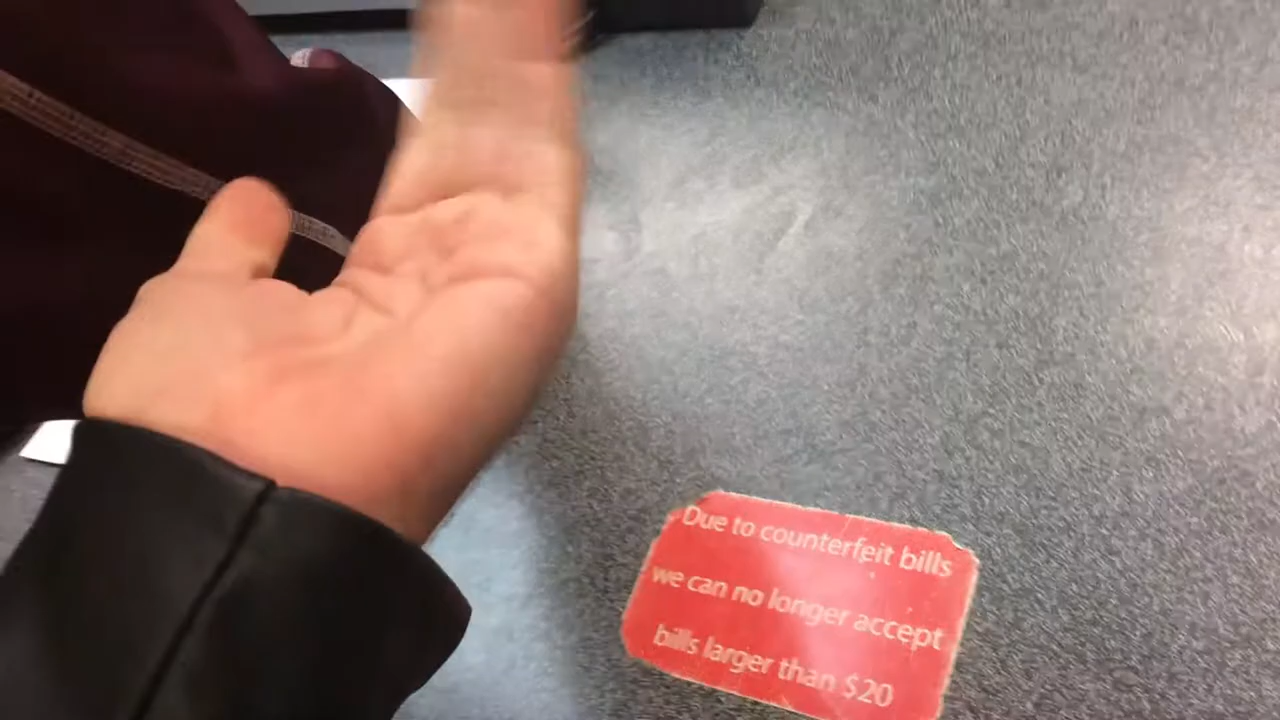 Due to counterfeit bills
we can no longer accept
bills larger than $20